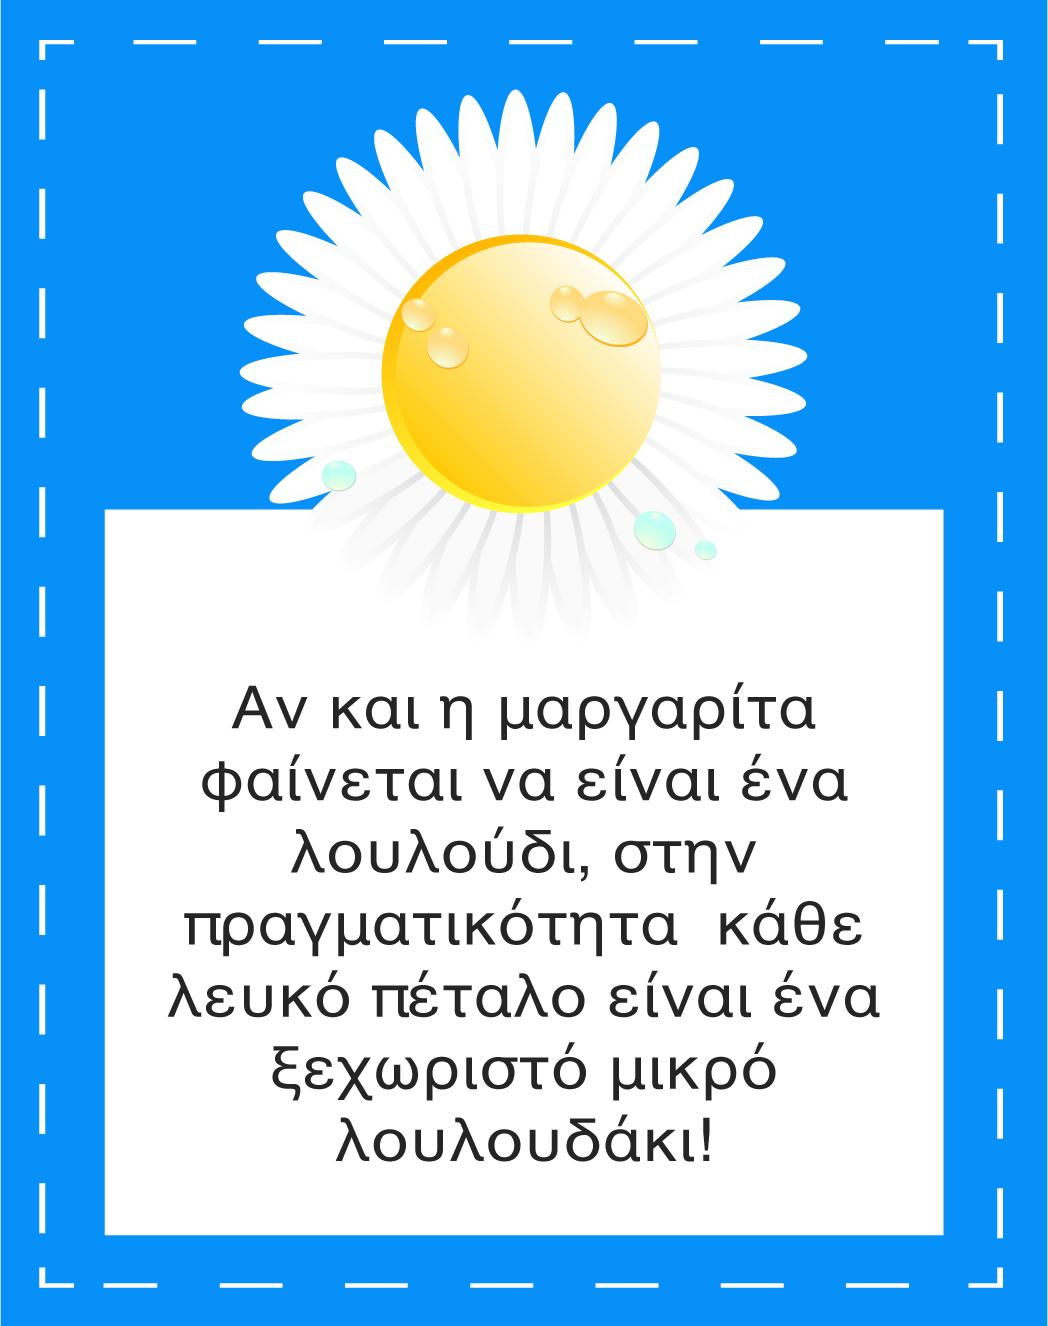 Αν και η μαργαρίτα
φαίνεται να είναι ένα
λουλούδι, στην
πραγματικότητα  κάθε
λευκό πέταλο είναι ένα
ξεχωριστό μικρό
λουλουδάκι!